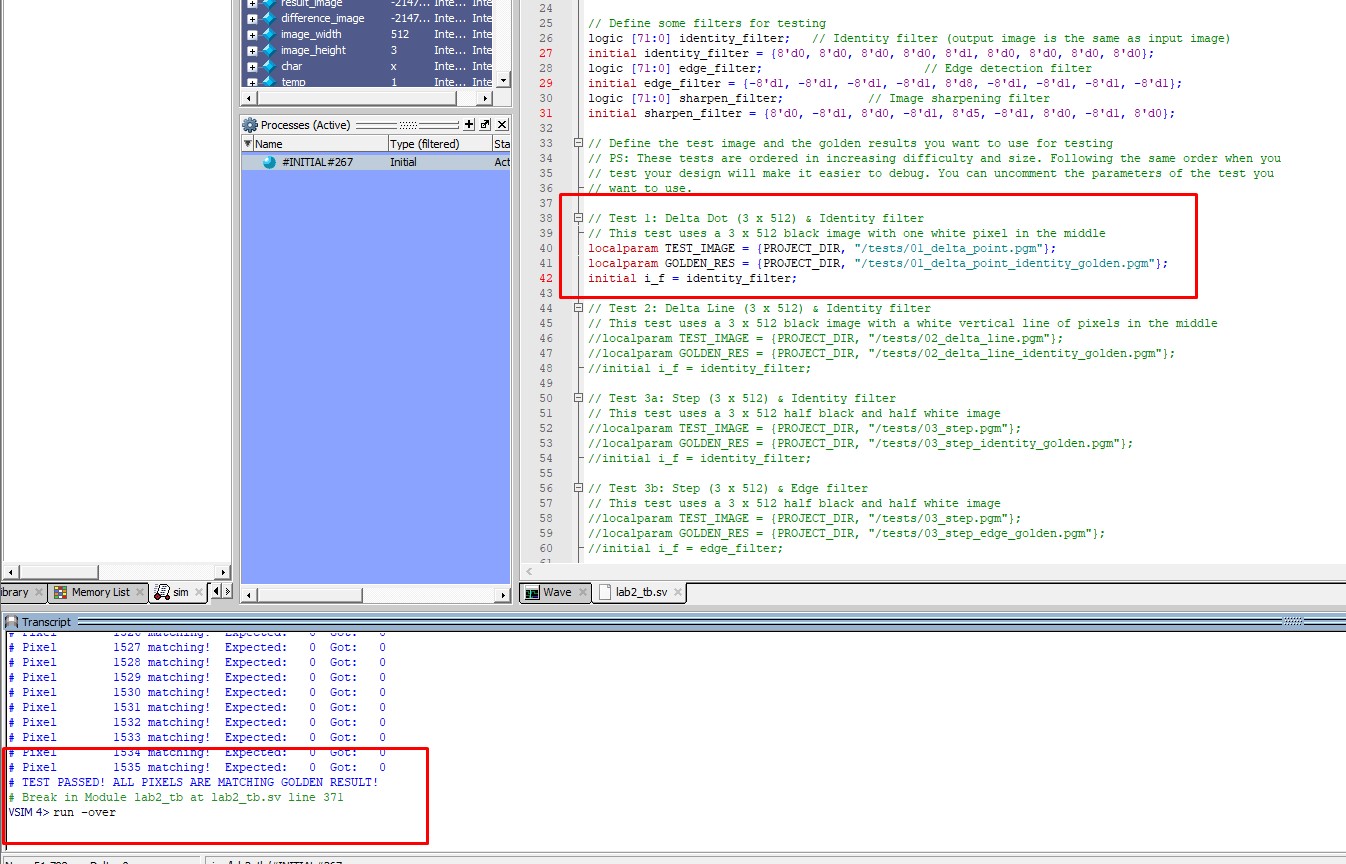 result_image -2147... Inte... Inte
difference_image -2147... Inte... Inte
image_width 512 Inte... Inte
image_height 3 Inte... Inte
char x Inte... Inte
temp 1 Inte... Inte
Processes (Active)
Name Type (filtered) Sta
#INITIAL#267 Initial Act
24
25 // Define some filters for testing
26 logic [71:0] identity_filter; // Identity filter (output image is the same as input image)
27 initial identity_filter = {8'd0, 8'd0, 8'd0, 8'd0, 8'd1, 8'd0, 8'd0, 8'd0, 8'd0};
28 logic [71:0] edge_filter; // Edge detection filter
29 initial edge_filter = {-8'd1, -8'd1, -8'd1, -8'd1, 8'd8, -8'd1, -8'd1, -8'd1, -8'd1};
30 logic [71:0] sharpen_filter; // Image sharpening filter
31 initial sharpen_filter = {8'd0, -8'd1, 8'd0, -8'd1, 8'd5, -8'd1, 8'd0, -8'd1, 8'd0};
32
33 // Define the test image and the golden results you want to use for testing
34 // PS: These tests are ordered in increasing difficulty and size. Following the same order when you
35 // test your design will make it easier to debug. You can uncomment the parameters of the test you
36 // want to use.
37
38 // Test 1: Delta Dot (3 x 512) & Identity filter
39 // This test uses a 3 x 512 black image with one white pixel in the middle
40 localparam TEST_IMAGE = {PROJECT_DIR, "/tests/01_delta_point.pgm"};
41 localparam GOLDEN_RES = {PROJECT_DIR, "/tests/01_delta_point_identity_golden.pgm"};
42 initial i_f = identity_filter;
43
44 // Test 2: Delta Line (3 x 512) & Identity filter
45 // This test uses a 3 x 512 black image with a white vertical line of pixels in the middle
46 //localparam TEST_IMAGE = {PROJECT_DIR, "/tests/02_delta_line.pgm"};
47 //localparam GOLDEN_RES = {PROJECT_DIR, "/tests/02_delta_line_identity_golden.pgm"};
48 //initial i_f = identity_filter;
49
50 // Test 3a: Step (3 x 512) & Identity filter
51 // This test uses a 3 x 512 half black and half white image
52 //localparam TEST_IMAGE = {PROJECT_DIR, "/tests/03_step.pgm"};
53 //localparam GOLDEN_RES = {PROJECT_DIR, "/tests/03_step_identity_golden.pgm"};
54 //initial i_f = identity_filter;
55
56 // Test 3b: Step (3 x 512) & Edge filter
57 // This test uses a 3 x 512 half black and half white image
58 //localparam TEST_IMAGE = {PROJECT_DIR, "/tests/03_step.pgm"};
59 //localparam GOLDEN_RES = {PROJECT_DIR, "/tests/03_step_edge_golden.pgm"};
60 //initial i_f = edge_filter;
ibrary Memory List sim
Wave lab2_tb.sv
Transcript
# Pixel 1526 matching! Expected: 0 Got: 0
# Pixel 1527 matching! Expected: 0 Got: 0
# Pixel 1528 matching! Expected: 0 Got: 0
# Pixel 1529 matching! Expected: 0 Got: 0
# Pixel 1530 matching! Expected: 0 Got: 0
# Pixel 1531 matching! Expected: 0 Got: 0
# Pixel 1532 matching! Expected: 0 Got: 0
# Pixel 1533 matching! Expected: 0 Got: 0
# Pixel 1534 matching! Expected: 0 Got: 0
# Pixel 1535 matching! Expected: 0 Got: 0
# TEST PASSED! ALL PIXELS ARE MATCHING GOLDEN RESULT!
# Break in Module lab2_tb at lab2_tb.sv line 371
VSIM 4> run -over